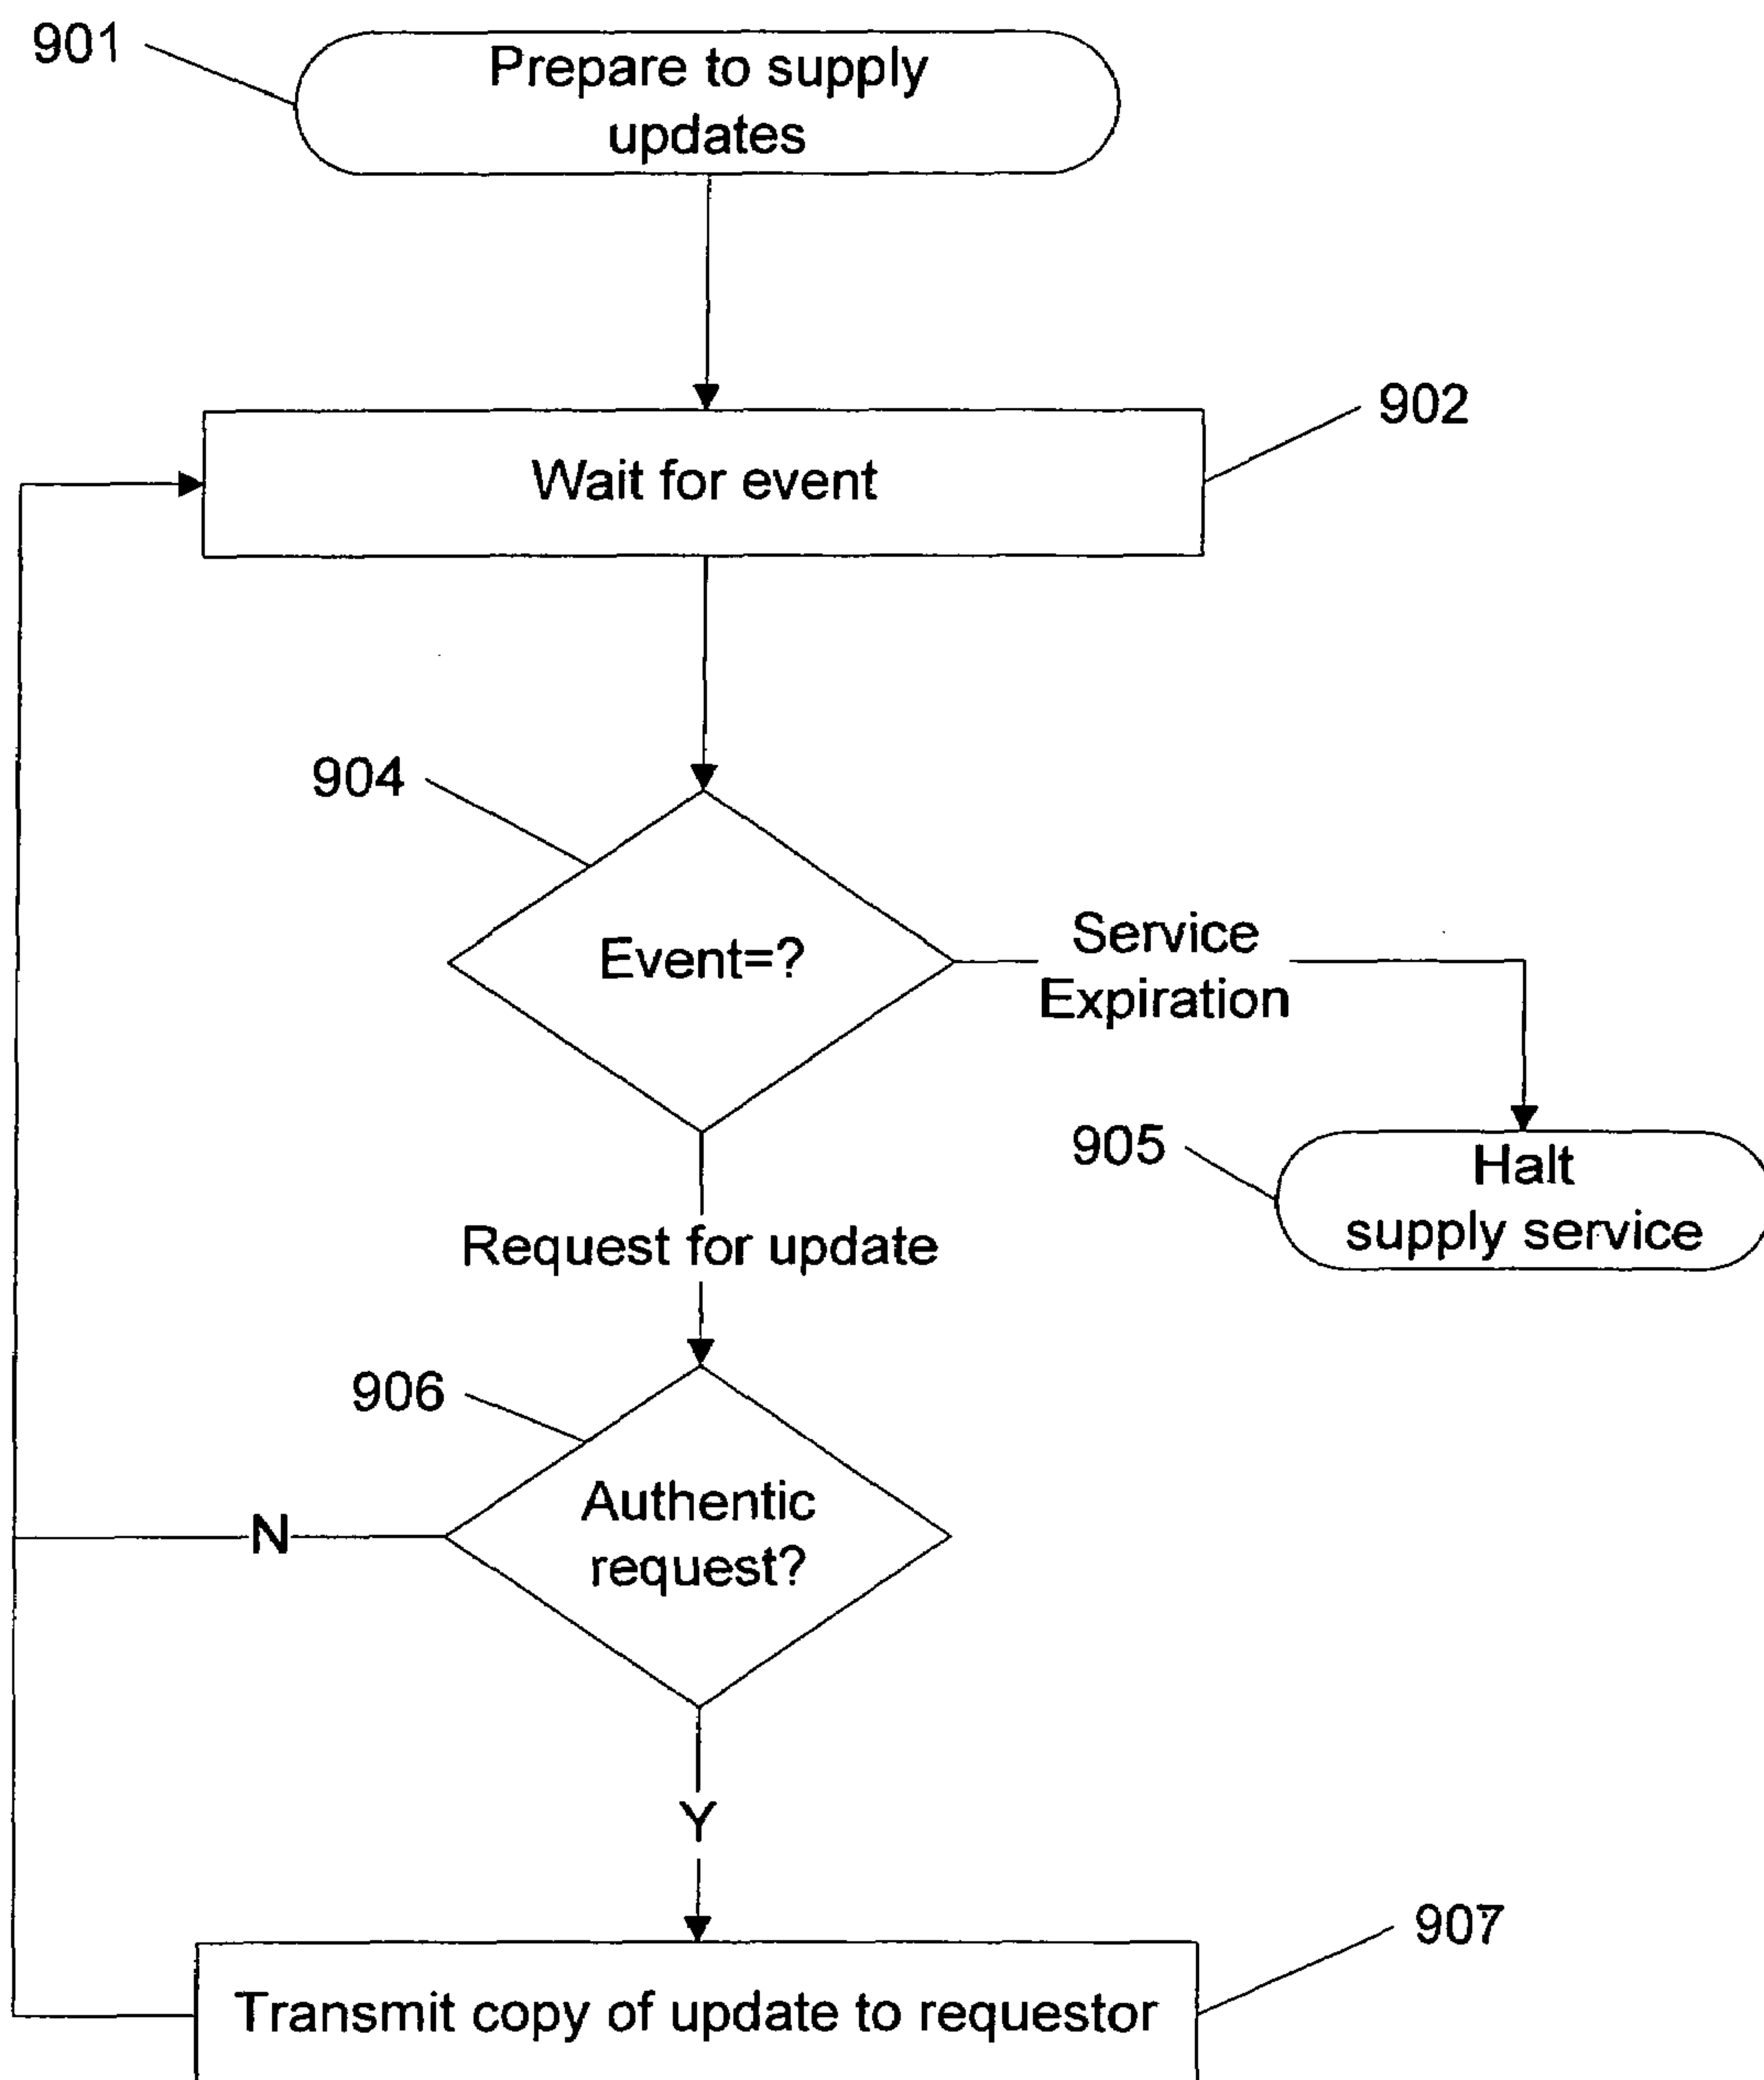 901
Prepare to supply
updates
902
Wait for event
904
Event=?
Service
Expiration
905
Halt
supply service
Request for update
906
Authentic
request?
N
Y
907
Transmit copy of update to requestor